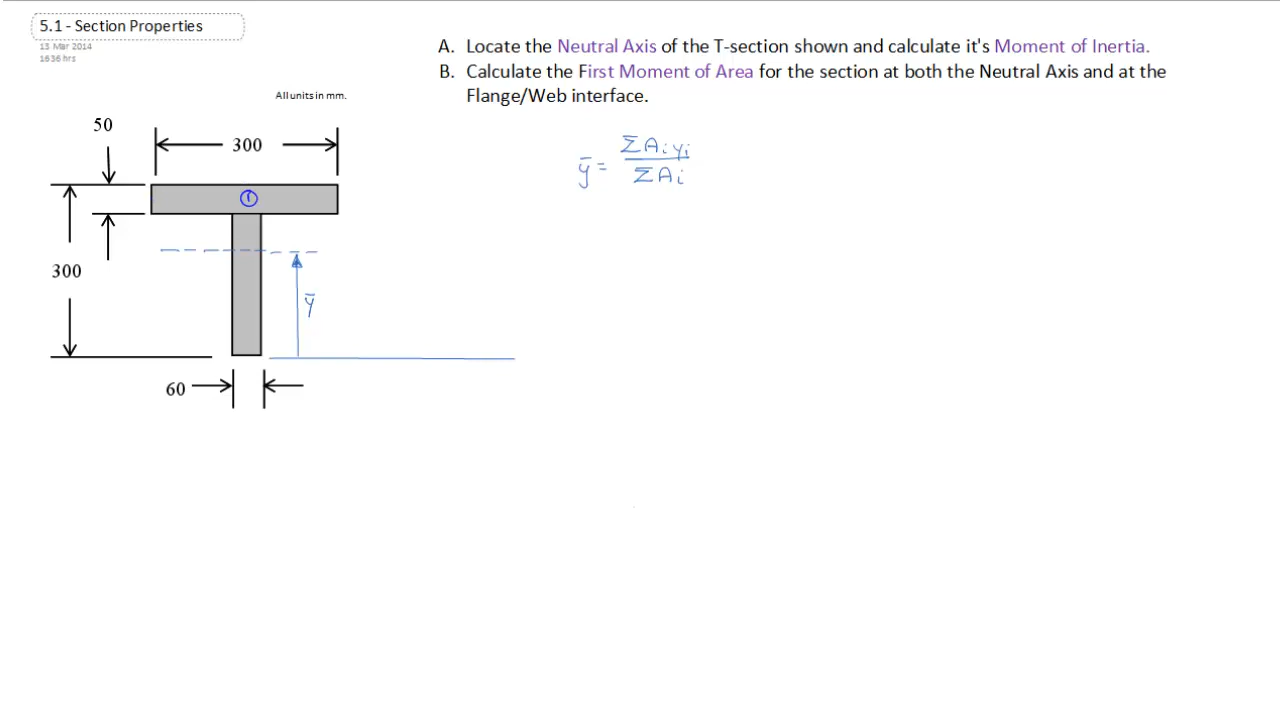 5.1 - Section Properties
13 Mar 2014
1636 hrs
A. Locate the Neutral Axis of the T-section shown and calculate it's Moment of Inertia.
B. Calculate the First Moment of Area for the section at both the Neutral Axis and at the
Flange/Web interface.
All units in mm.
50
300
ȳ = ΣAiyi
ΣAi
1
300
ȳ
60